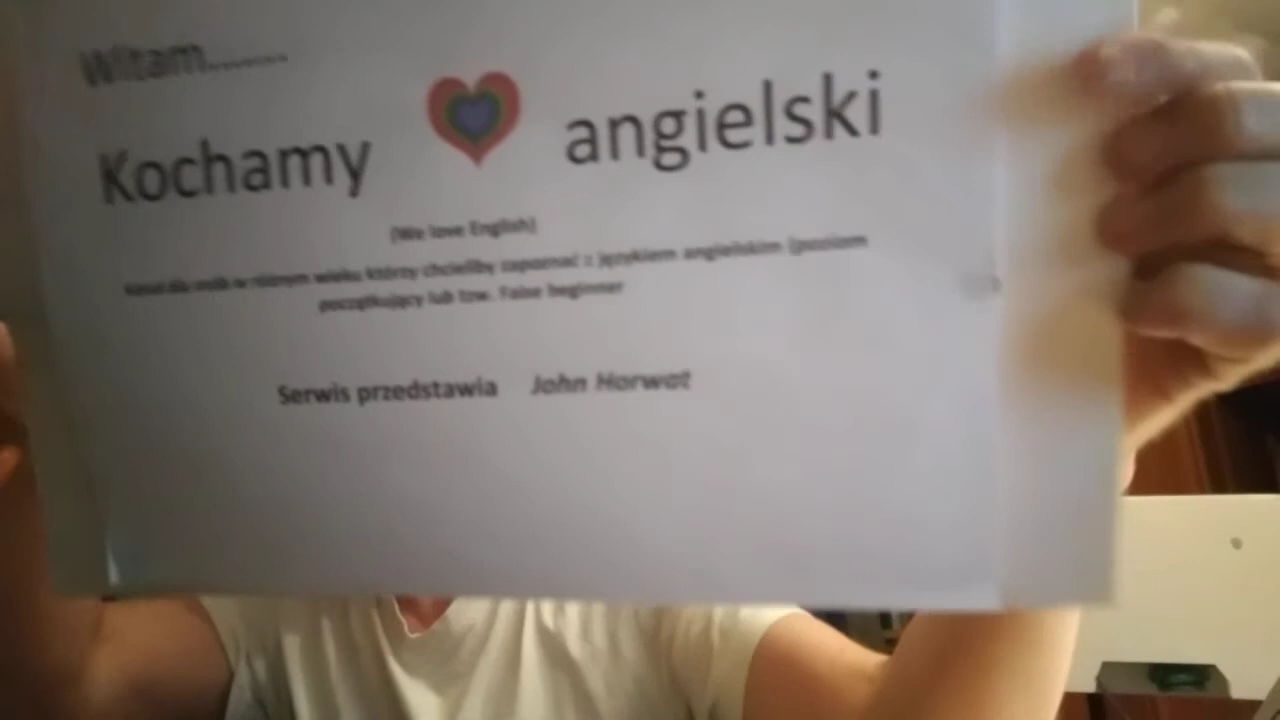 Witam.........
Kochamy angielski
(We love English)
Kanał dla osób w różnym wieku którzy chcieliby zapoznać z językiem angielskim (poziom
początkujący lub tzw. False beginner
Serwis przedstawia John Horwat